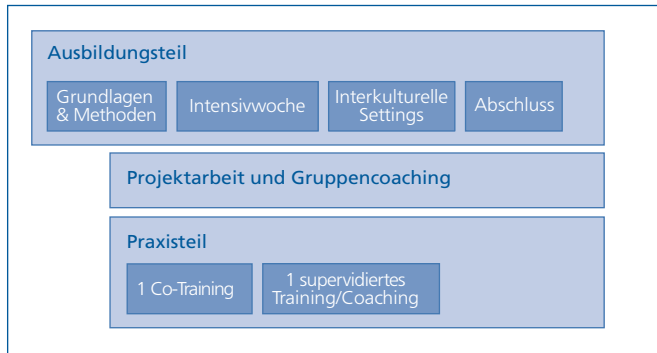 Ausbildungsteil
Grundlagen
& Methoden
Intensivwoche
Interkulturelle
Settings
Abschluss
Projektarbeit und Gruppencoaching
Praxisteil
1 Co-Training
1 supervidiertes
Training/Coaching